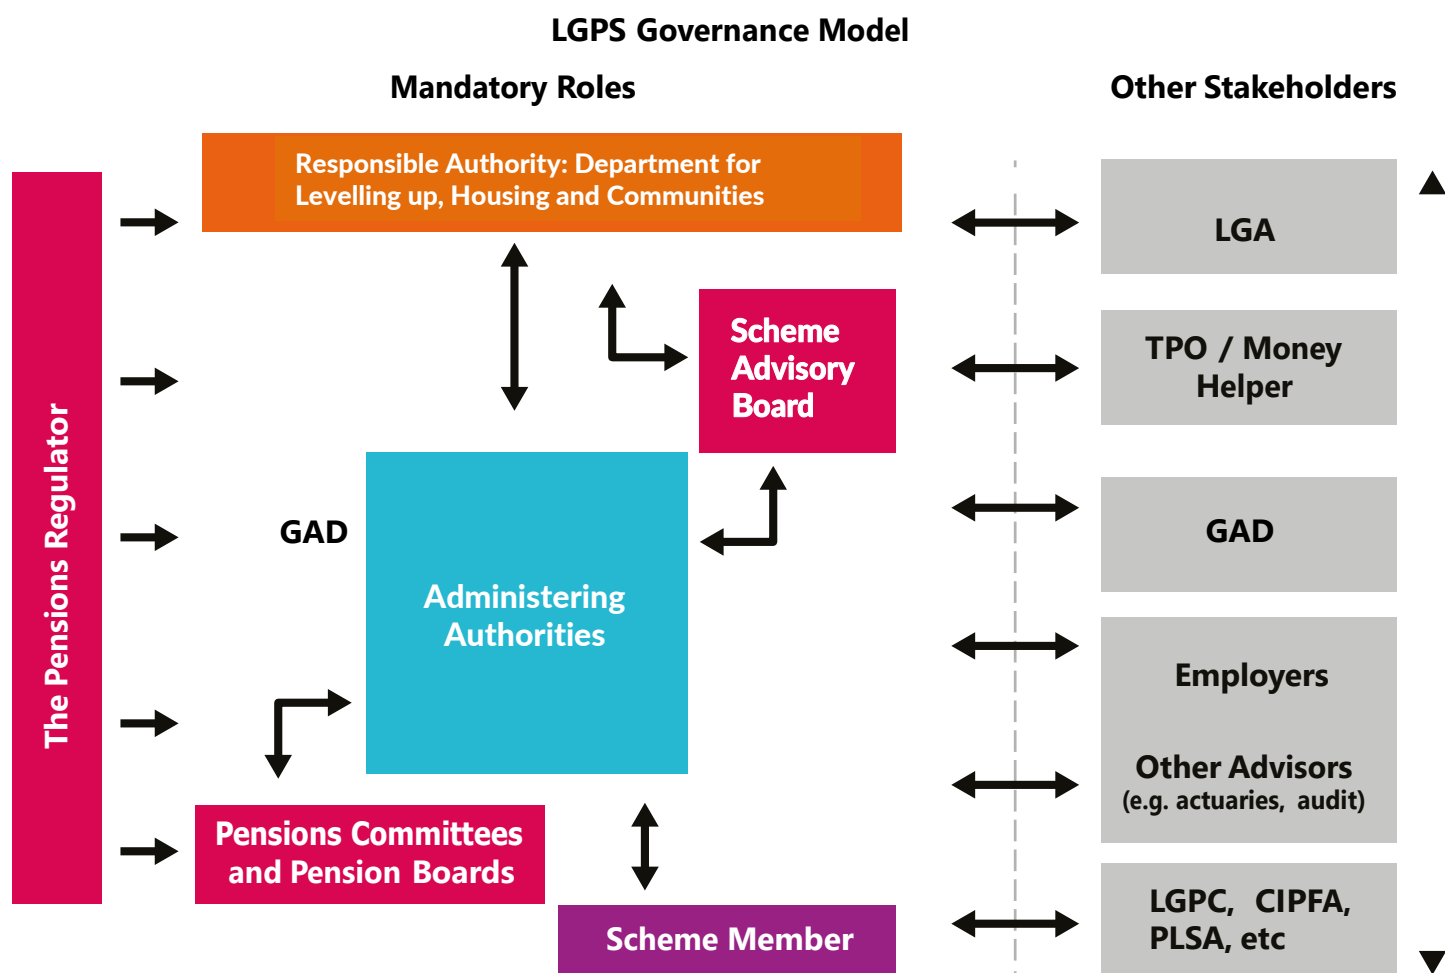 LGPS Governance Model
Mandatory Roles
Other Stakeholders
The Pensions Regulator
Responsible Authority: Department for
Levelling up, Housing and Communities
Scheme
Advisory
Board
GAD
Administering
Authorities
Pensions Committees
and Pension Boards
Scheme Member
LGA
TPO / Money
Helper
GAD
Employers
Other Advisors
(e.g. actuaries, audit)
LGPC, CIPFA,
PLSA, etc